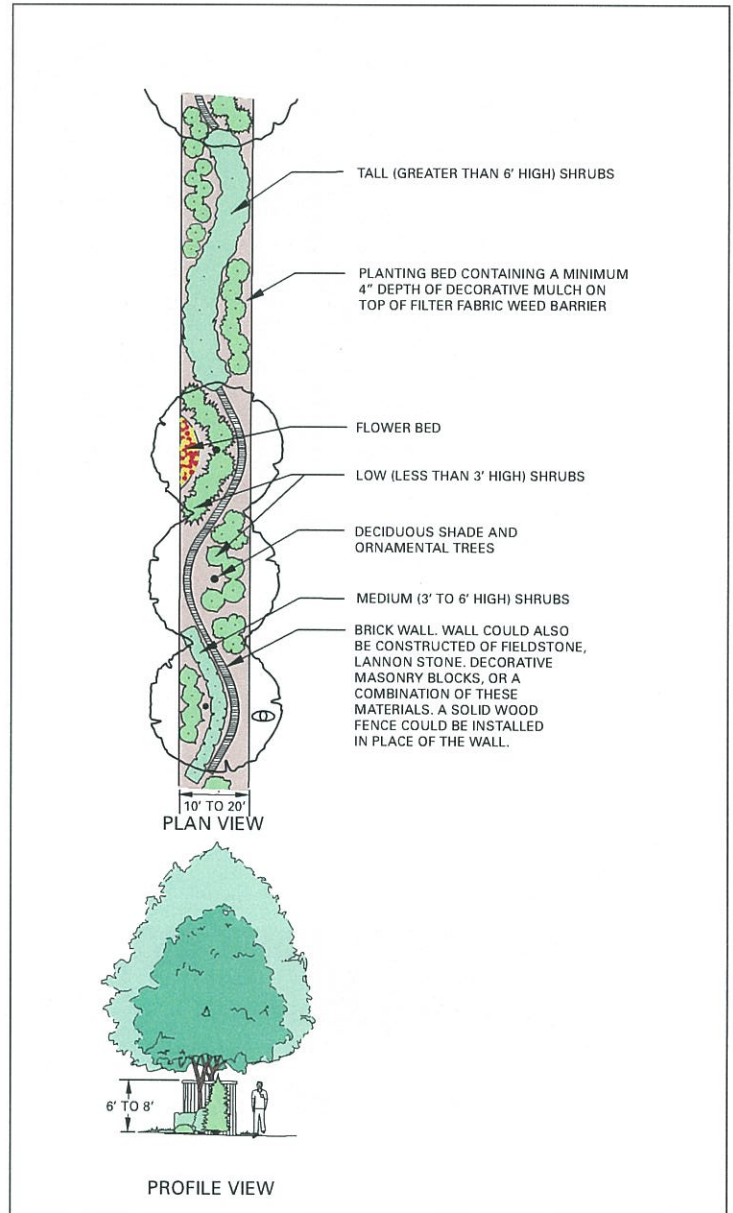 TALL (GREATER THAN 6' HIGH) SHRUBS
PLANTING BED CONTAINING A MINIMUM
4" DEPTH OF DECORATIVE MULCH ON
TOP OF FILTER FABRIC WEED BARRIER
FLOWER BED
LOW (LESS THAN 3' HIGH) SHRUBS
DECIDUOUS SHADE AND
ORNAMENTAL TREES
MEDIUM (3' TO 6' HIGH) SHRUBS
BRICK WALL. WALL COULD ALSO
BE CONSTRUCTED OF FIELDSTONE,
LANNON STONE. DECORATIVE
MASONRY BLOCKS, OR A
COMBINATION OF THESE
MATERIALS. A SOLID WOOD
FENCE COULD BE INSTALLED
IN PLACE OF THE WALL.
10' TO 20'
PLAN VIEW
6' TO 8'
PROFILE VIEW